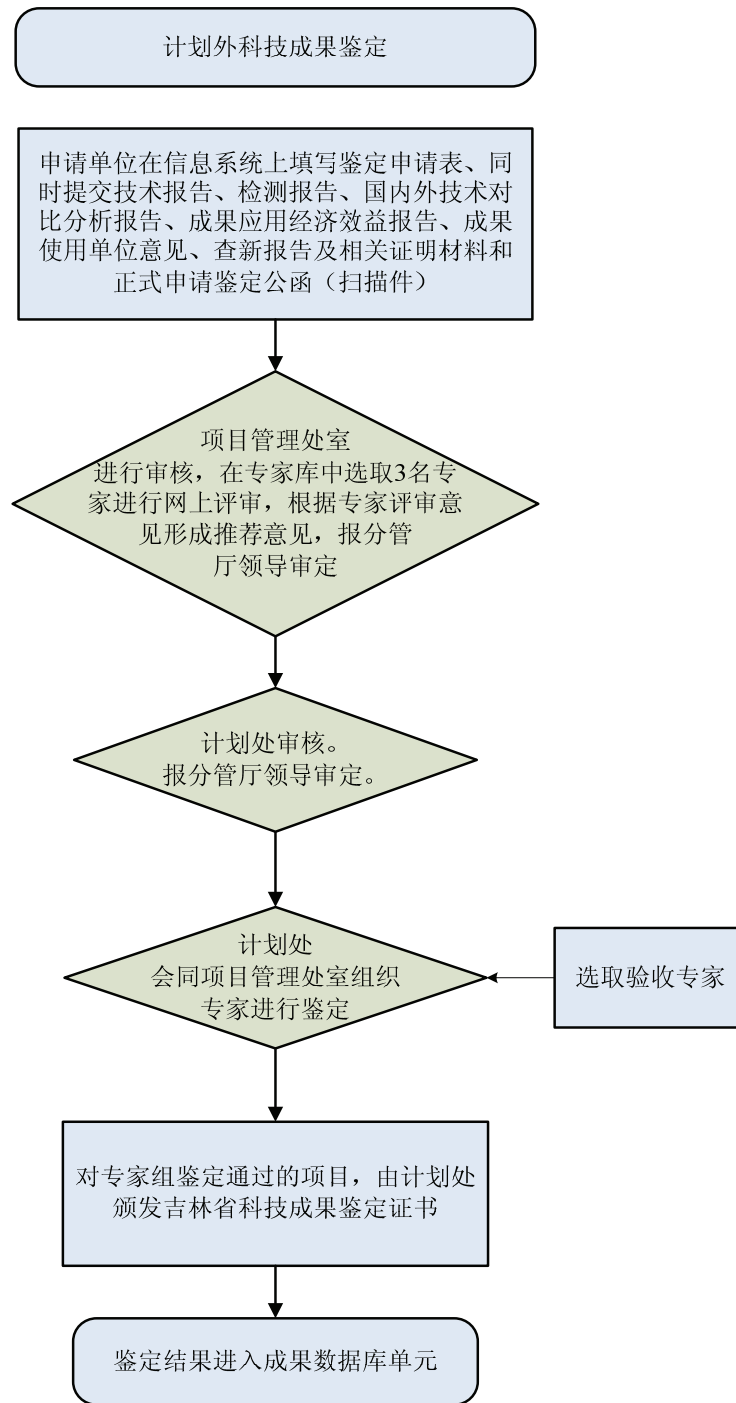 计划外科技成果鉴定
申请单位在信息系统上填写鉴定申请表、同
时提交技术报告、检测报告、国内外技术对
比分析报告、成果应用经济效益报告、成果
使用单位意见、查新报告及相关证明材料和
正式申请鉴定公函（扫描件）
项目管理处室
进行审核，在专家库中选取3名专
家进行网上评审，根据专家评审意
见形成推荐意见，报分管
厅领导审定
计划处审核。
报分管厅领导审定。
计划处
会同项目管理处室组织
专家进行鉴定
选取验收专家
对专家组鉴定通过的项目，由计划处
颁发吉林省科技成果鉴定证书
鉴定结果进入成果数据库单元